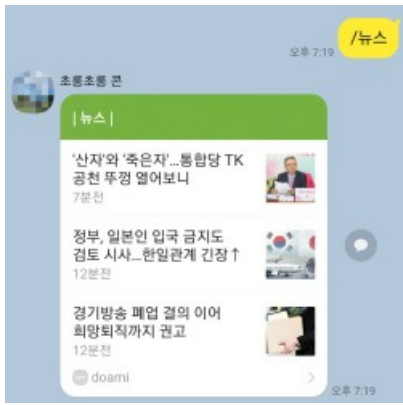 /뉴스
오후 7:19
초롱초롱 콘
| 뉴스 |
'산자'와 '죽은자'...통합당 TK
공천 뚜껑 열어보니
7분전
정부, 일본인 입국 금지도
검토 시사...한일관계 긴장↑
12분전
경기방송 폐업 결의 이어
희망퇴직까지 권고
12분전
doami
오후 7:19